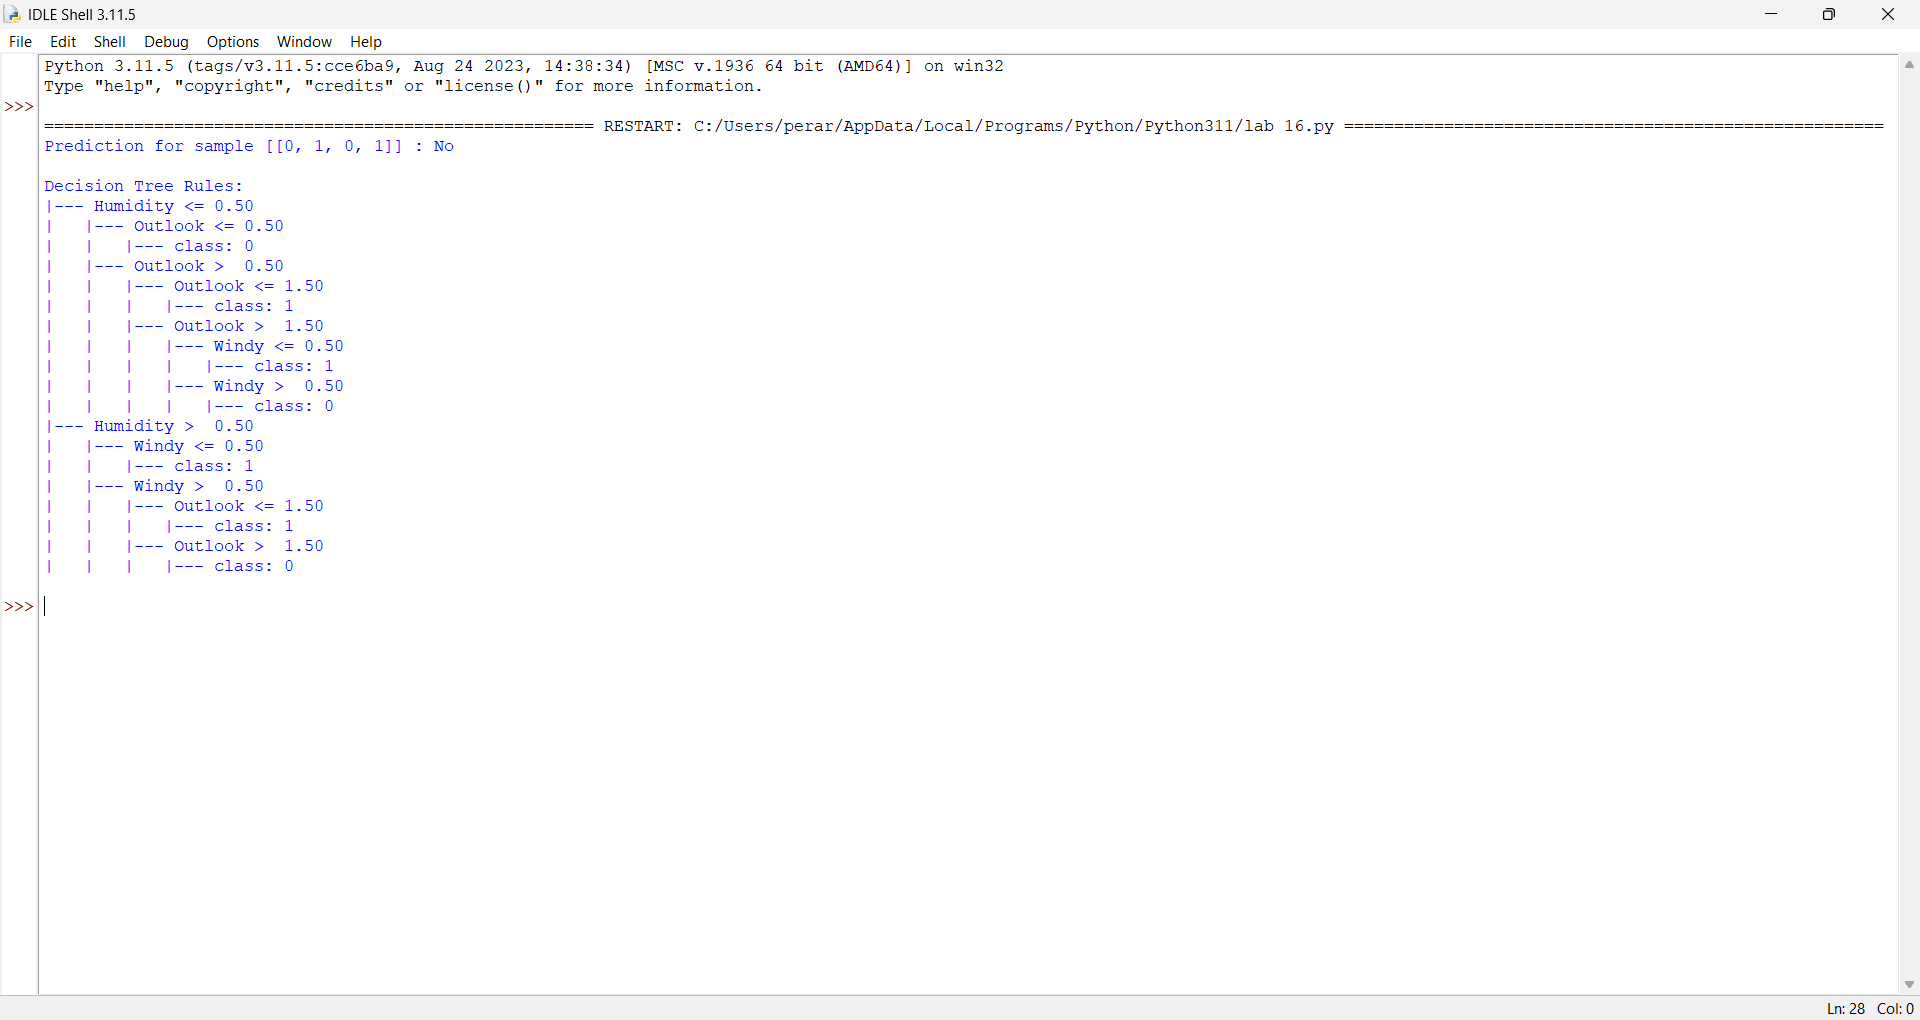 IDLE Shell 3.11.5
File Edit Shell Debug Options Window Help
Python 3.11.5 (tags/v3.11.5:cce6ba9, Aug 24 2023, 14:38:34) [MSC v.1936 64 bit (AMD64)] on win32
Type "help", "copyright", "credits" or "license()" for more information.
>>>
======================================================= RESTART: C:/Users/perar/AppData/Local/Programs/Python/Python311/lab 16.py ======================================================
Prediction for sample [[0, 1, 0, 1]] : No

Decision Tree Rules:
|--- Humidity <= 0.50
|   |--- Outlook <= 0.50
|   |   |--- class: 0
|   |--- Outlook >  0.50
|   |   |--- Outlook <= 1.50
|   |   |   |--- class: 1
|   |   |--- Outlook >  1.50
|   |   |   |--- Windy <= 0.50
|   |   |   |   |--- class: 1
|   |   |   |--- Windy >  0.50
|   |   |   |   |--- class: 0
|--- Humidity >  0.50
|   |--- Windy <= 0.50
|   |   |--- class: 1
|   |--- Windy >  0.50
|   |   |--- Outlook <= 1.50
|   |   |   |--- class: 1
|   |   |--- Outlook >  1.50
|   |   |   |--- class: 0

>>>
Ln: 28 Col: 0